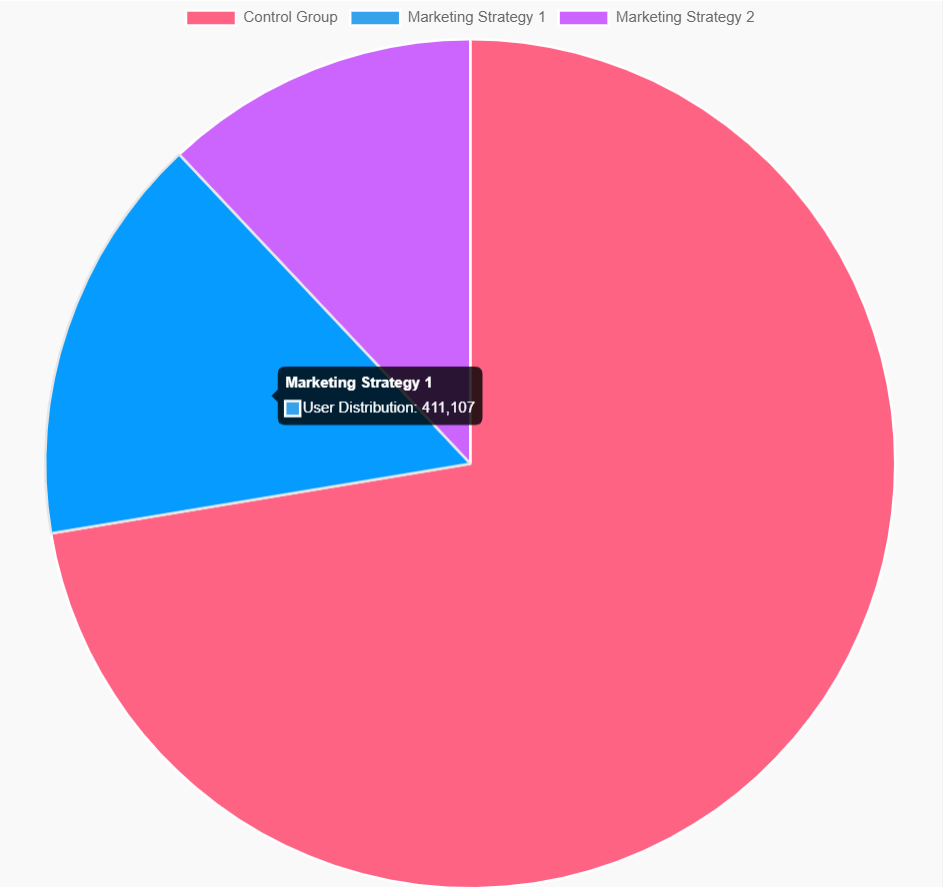 Control Group Marketing Strategy 1 Marketing Strategy 2
Marketing Strategy 1
User Distribution: 411,107